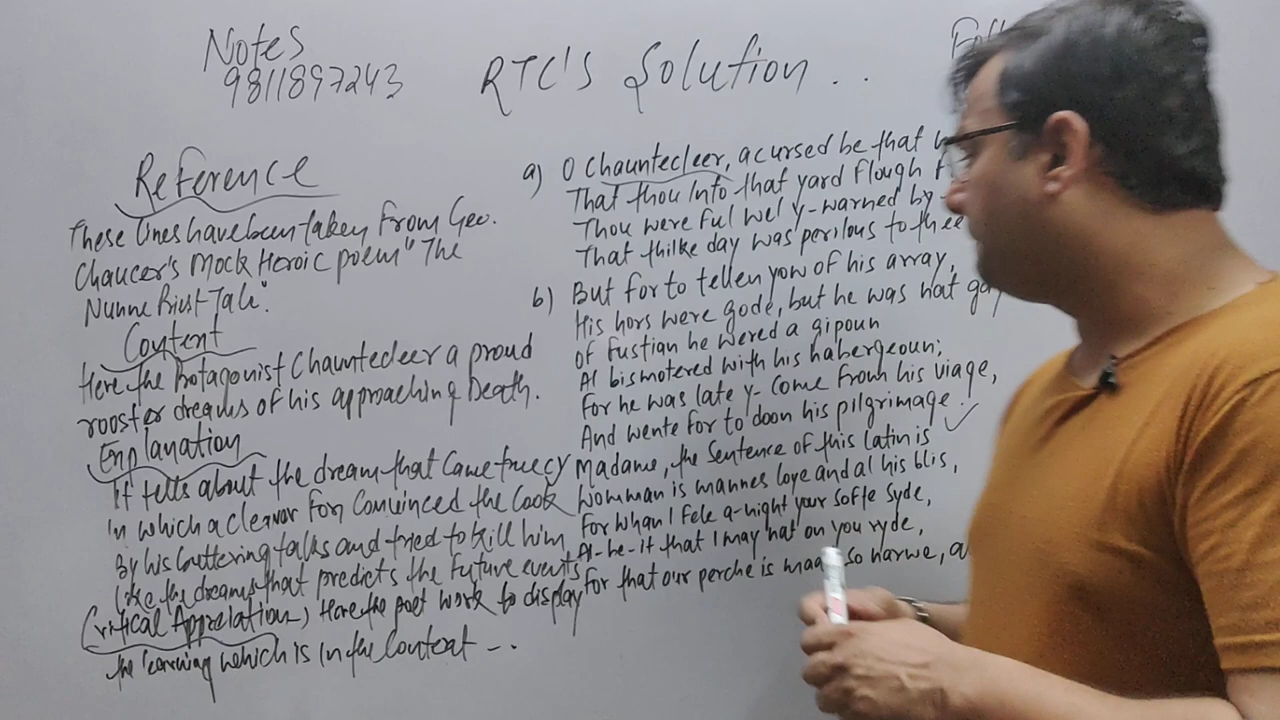 Notes
9811897243
RTC's Solution ..
Reference
These lines have been taken from Geo.
Chaucer's Mock Heroic poem "The
Nunne Priest Tale".
Content
Here the Protagonist Chauntecleer a proud
rooster dreams of his approaching Death.
Explanation
It tells about the dream that came truely
in which a cleavar Fox Convinced the Cook
By his buttering talks and tried to kill him
like the dreams that predicts the future events
(Critical Appreiation) Here the poet work to display
the learning which is in the Context - ..
a) O Chauntecleer, acursed be that
That thou Into that yard flough
Thou were ful wel y-warned by
That thilke day was perilous to thee
b) But for to tellen yow of his array,
His hors were gode, but he was nat gay
of fustian he wered a gipoun
Al bismotered with his habergeoun;
For he was late y-come from his viage,
And wente for to doon his pilgrimage.
Madame, the sentence of this latin is
Womman is mannes Ioye and al his blis,
For whan I fele a-night your softe syde,
Al-be-it that I may nat on you ryde,
For that our perche is maad so narwe,